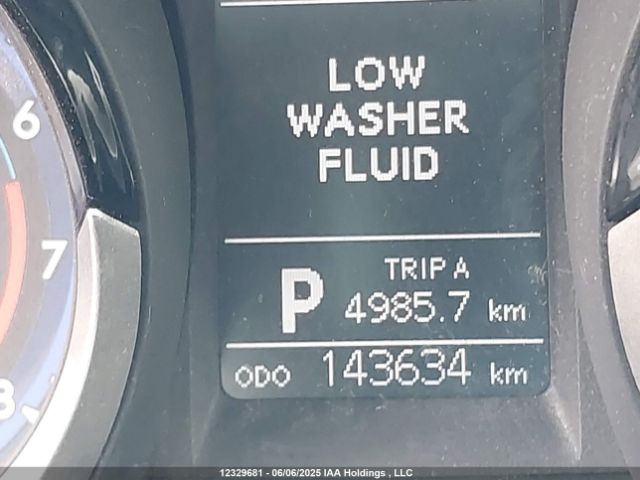 LOW
WASHER
FLUID
6
7
8
TRIP A
P 4985.7 km
ODO 143634 km
12329681 - 06/06/2025 IAA Holdings , LLC